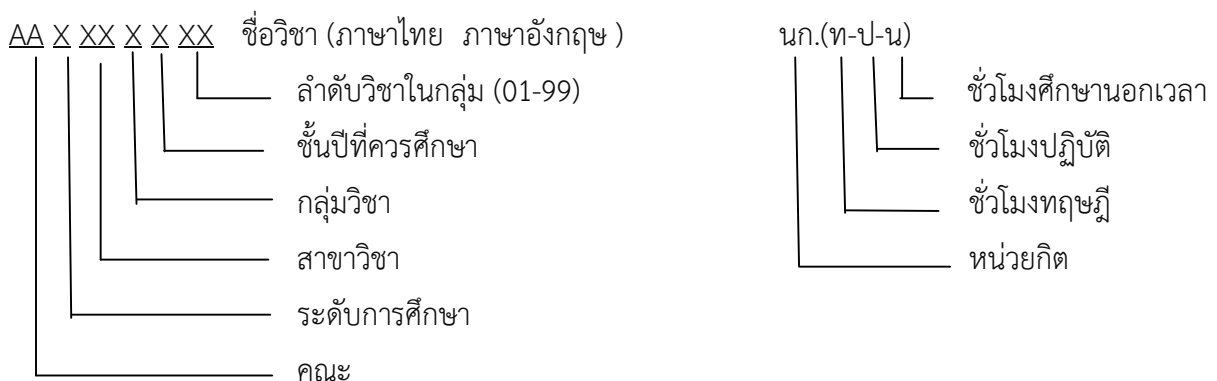 AA X XX X X XX ชื่อวิชา (ภาษาไทย ภาษาอังกฤษ ) นก.(ท-ป-น)
ลำดับวิชาในกลุ่ม (01-99) ชั่วโมงศึกษานอกเวลา
ชั้นปีที่ควรศึกษา ชั่วโมงปฏิบัติ
กลุ่มวิชา ชั่วโมงทฤษฎี
สาขาวิชา หน่วยกิต
ระดับการศึกษา
คณะ